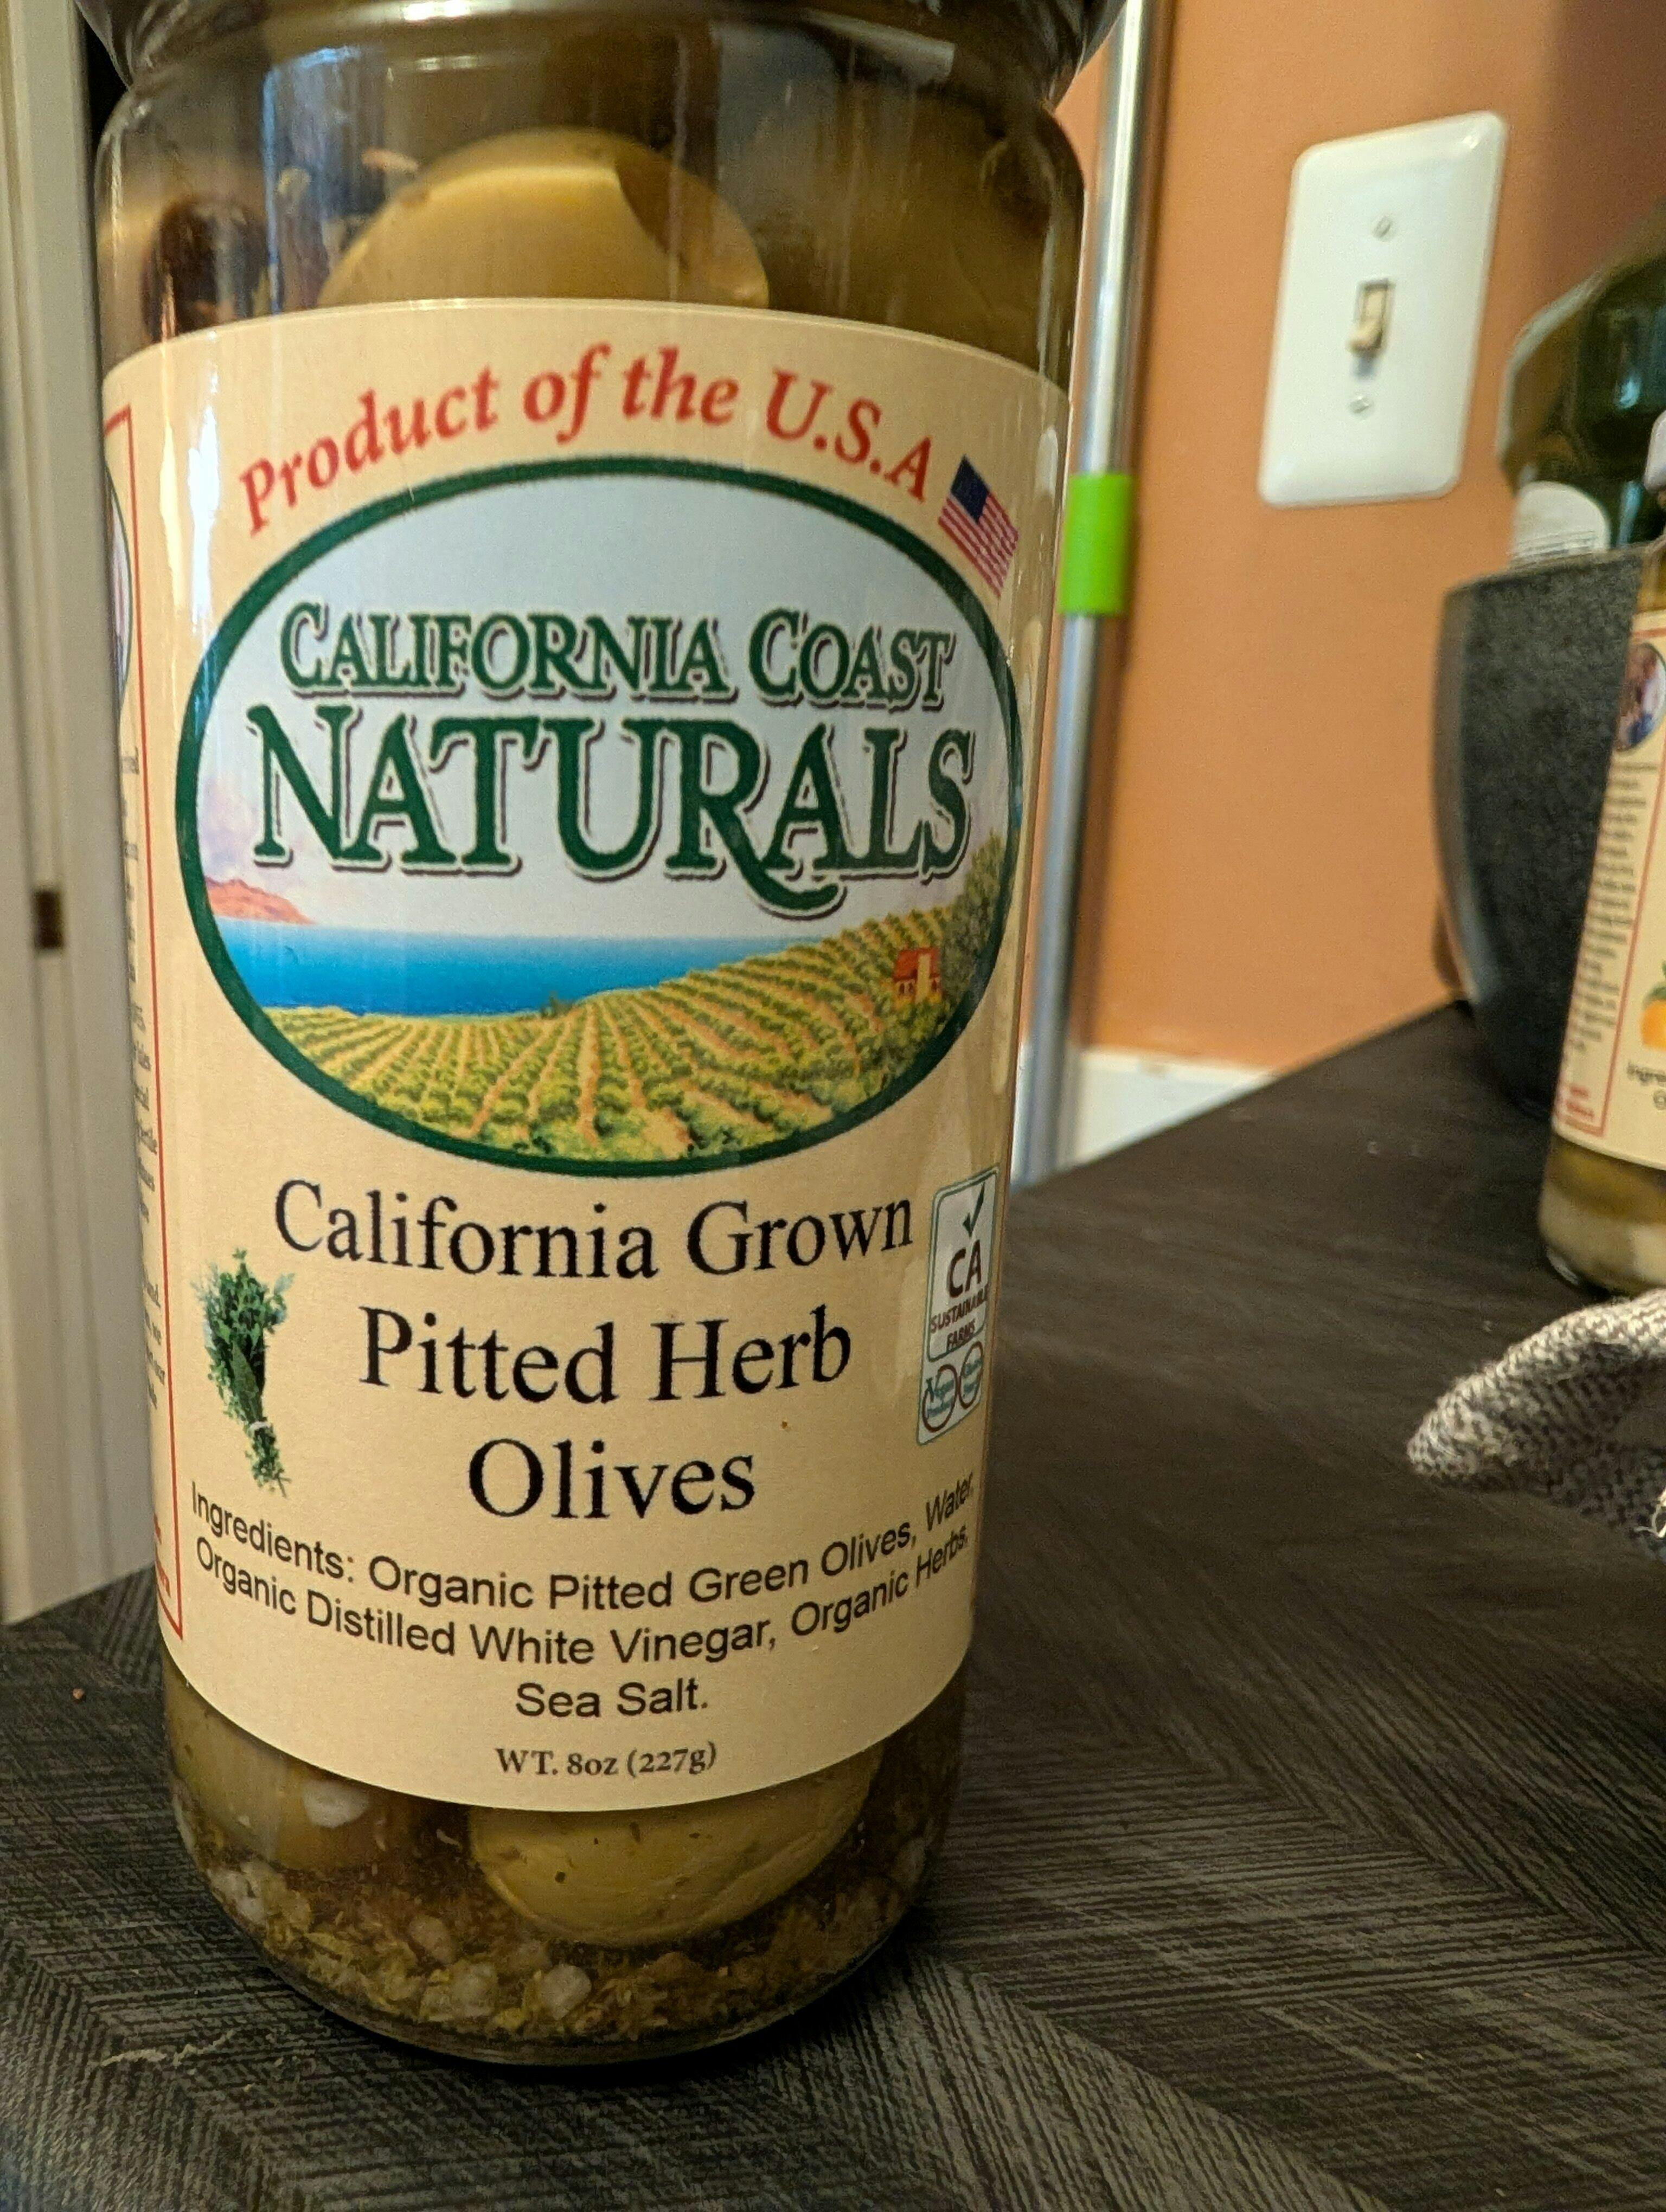 Product of the U.S.A
CALIFORNIA COAST
NATURALS
California Grown
Pitted Herb
Olives
CA
SUSTAINABLE
FARMS
Vegan
Ingredients: Organic Pitted Green Olives, Water,
Organic Distilled White Vinegar, Organic Herbs,
Sea Salt.
WT. 8oz (227g)